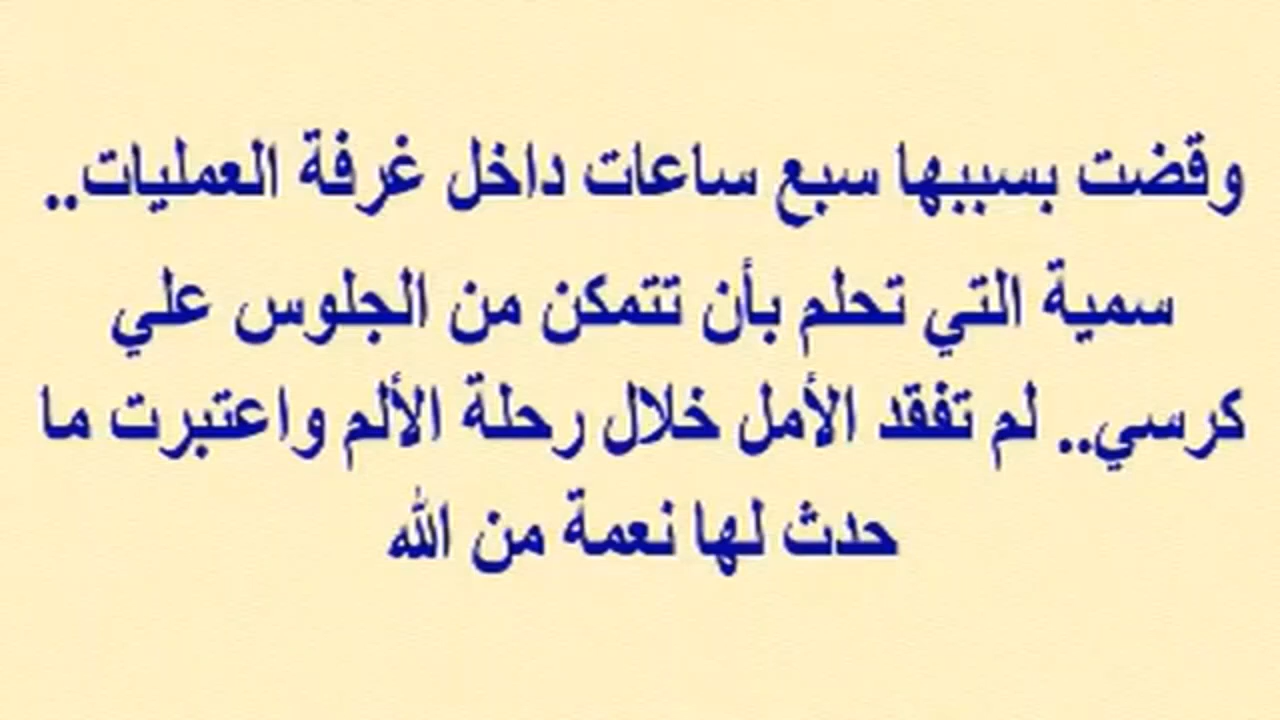 وقضت بسببها سبع ساعات داخل غرفة العمليات..
سمية التي تحلم بأن تتمكن من الجلوس علي
كرسي.. لم تفقد الأمل خلال رحلة الألم واعتبرت ما
حدث لها نعمة من الله